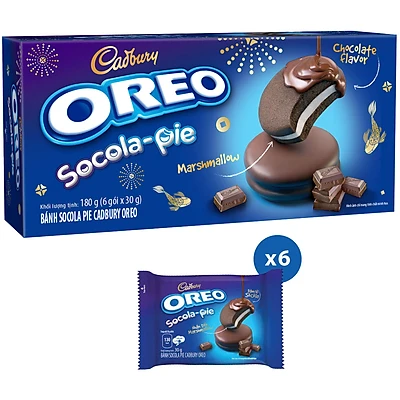 Cadbury
OREO
Socola-pie
Chocolate flavor
Marshmallow
Khối lượng tịnh: 180 g (6 gói x 30 g)
BÁNH SOCOLA PIE CADBURY OREO
x6
Cadbury
OREO
Socola-pie
30 g
BÁNH SOCOLA PIE CADBURY OREO